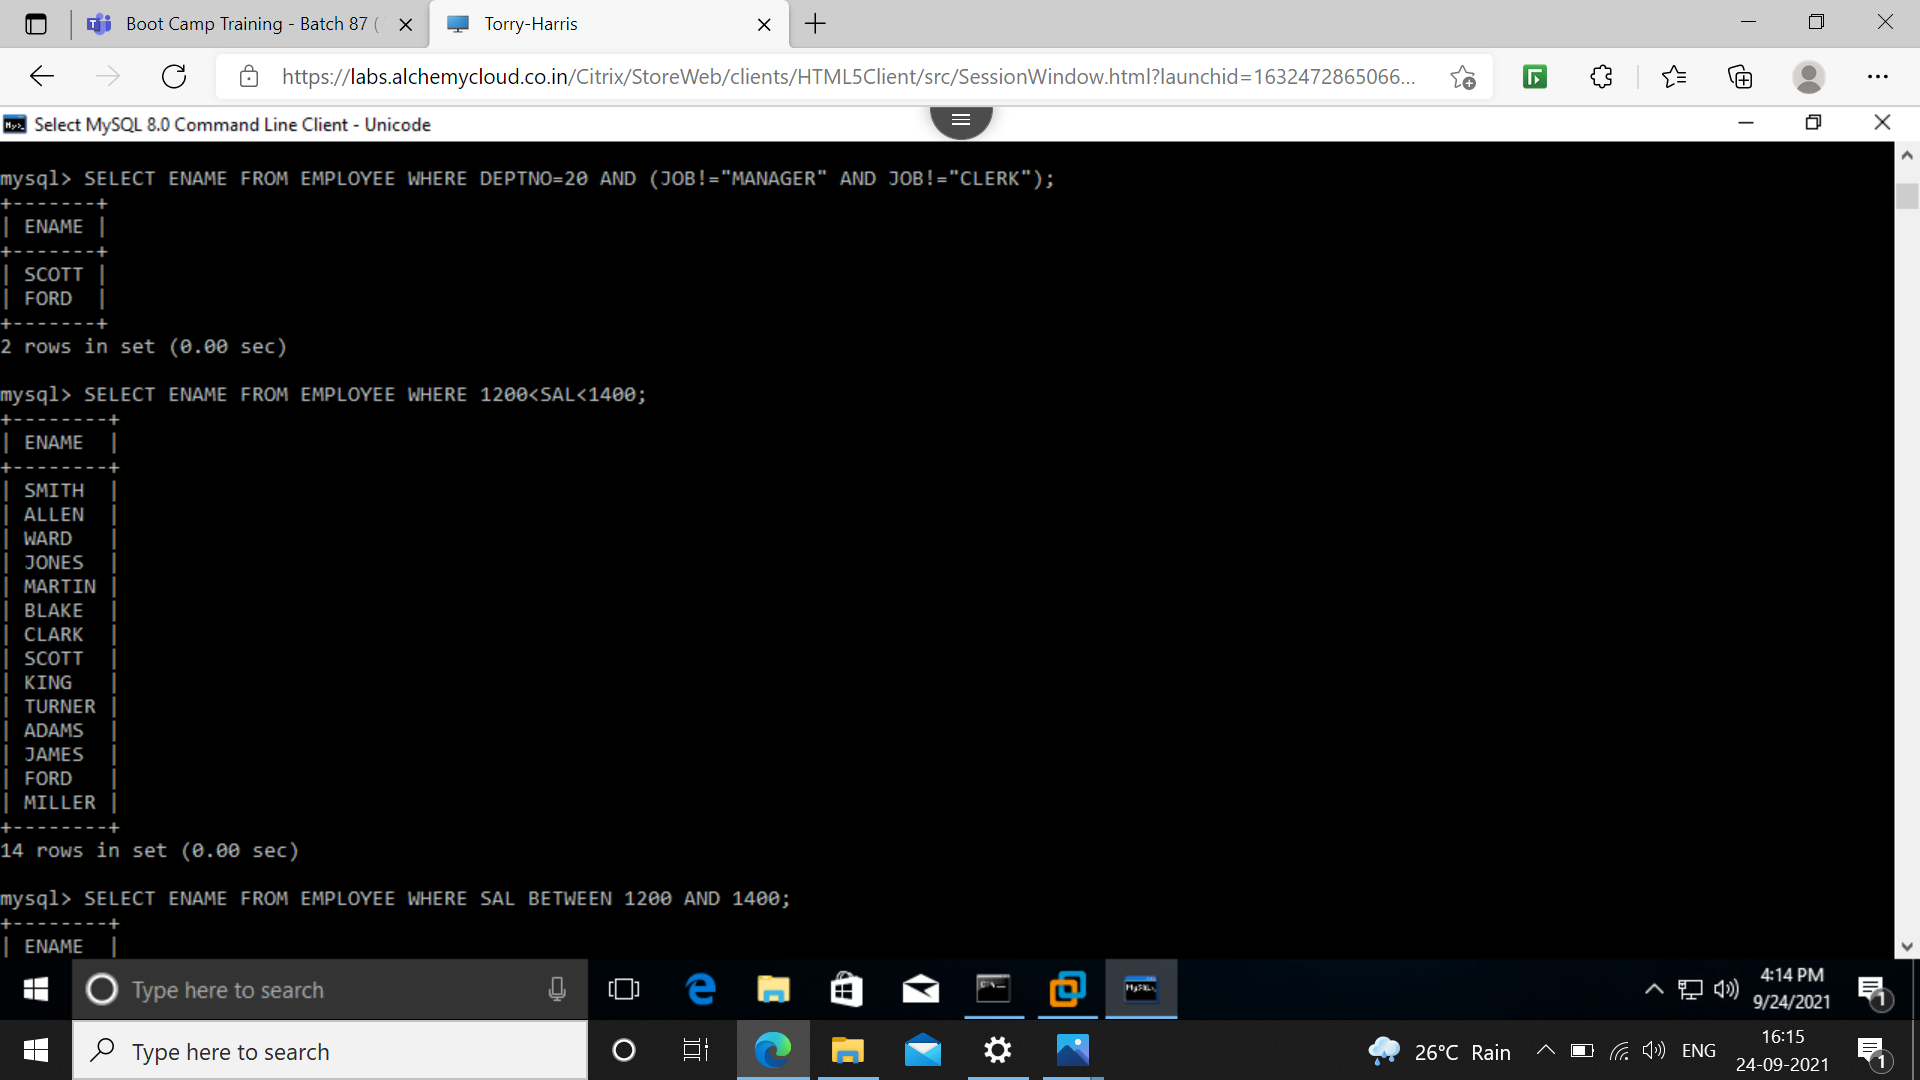 Boot Camp Training - Batch 87 (
Torry-Harris
https://labs.alchemycloud.co.in/Citrix/StoreWeb/clients/HTML5Client/src/SessionWindow.html?launchid=1632472865066...
Select MySQL 8.0 Command Line Client - Unicode
mysql> SELECT ENAME FROM EMPLOYEE WHERE DEPTNO=20 AND (JOB!="MANAGER" AND JOB!="CLERK");
+-------+
| ENAME |
+-------+
| SCOTT |
| FORD  |
+-------+
2 rows in set (0.00 sec)
mysql> SELECT ENAME FROM EMPLOYEE WHERE 1200<SAL<1400;
+--------+
| ENAME  |
+--------+
| SMITH  |
| ALLEN  |
| WARD   |
| JONES  |
| MARTIN |
| BLAKE  |
| CLARK  |
| SCOTT  |
| KING   |
| TURNER |
| ADAMS  |
| JAMES  |
| FORD   |
| MILLER |
+--------+
14 rows in set (0.00 sec)
mysql> SELECT ENAME FROM EMPLOYEE WHERE SAL BETWEEN 1200 AND 1400;
+--------+
| ENAME  |
Type here to search
4:14 PM
9/24/2021
1
Type here to search
26°C Rain
ENG
16:15
24-09-2021
1